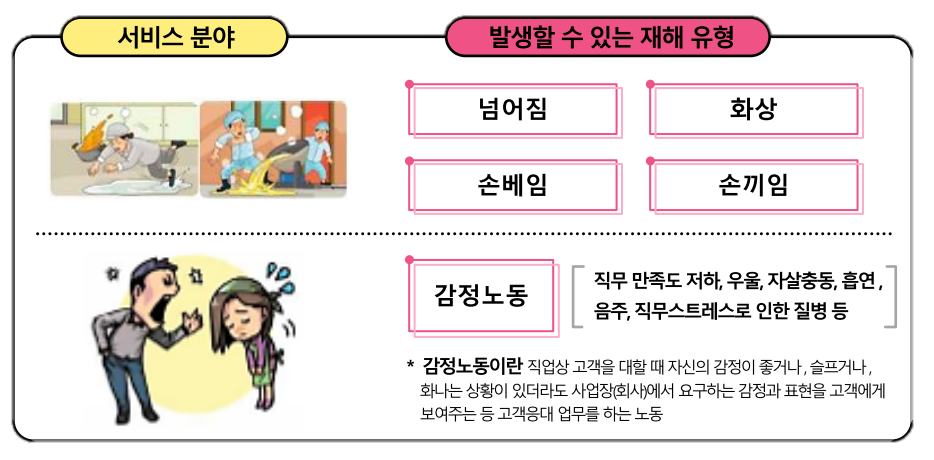 서비스 분야
발생할 수 있는 재해 유형
넘어짐
화상
손베임
손끼임
감정노동
직무 만족도 저하, 우울, 자살충동, 흡연,
음주, 직무스트레스로 인한 질병 등
* 감정노동이란 직업상 고객을 대할 때 자신의 감정이 좋거나, 슬프거나,
화나는 상황이 있더라도 사업장(회사)에서 요구하는 감정과 표현을 고객에게
보여주는 등 고객응대 업무를 하는 노동